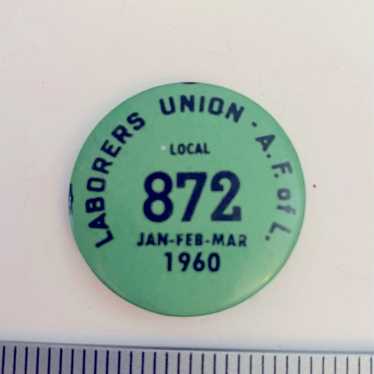 LABORERS UNION - A.F. of L.
LOCAL
872
JAN-FEB-MAR
1960